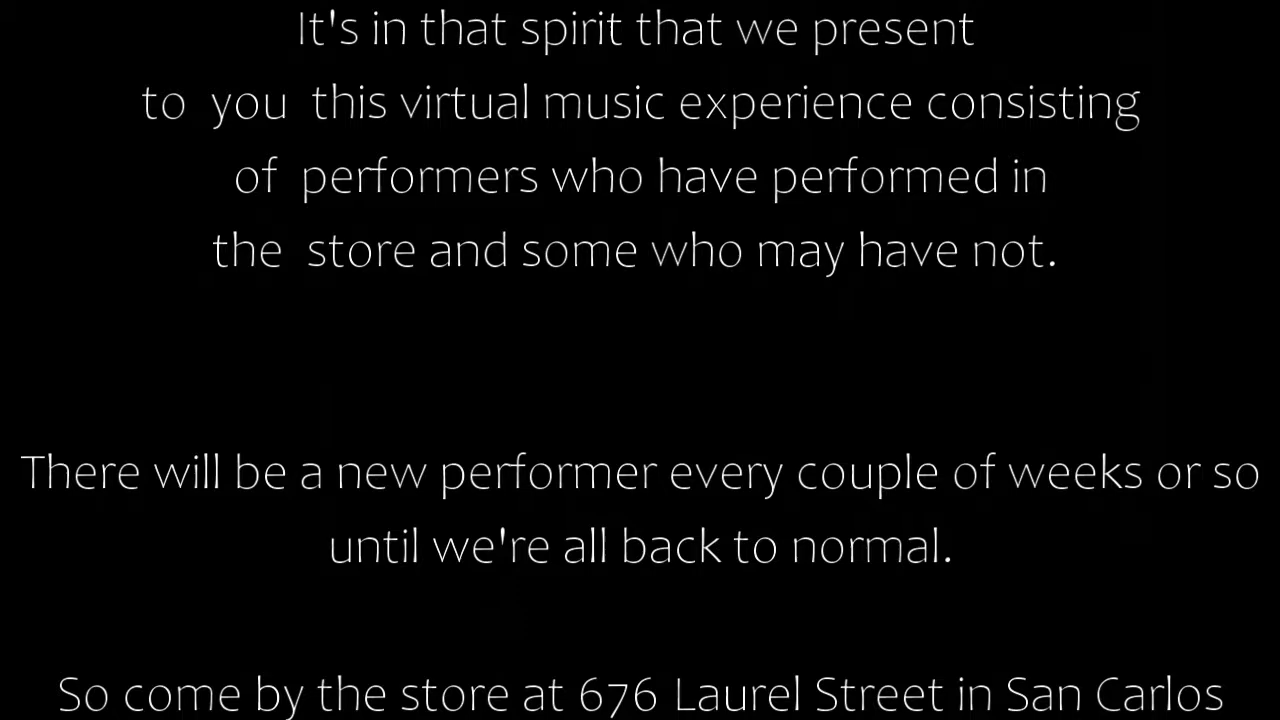 It's in that spirit that we present
to you this virtual music experience consisting
of performers who have performed in
the store and some who may have not.
There will be a new performer every couple of weeks or so
until we're all back to normal.
So come by the store at 676 Laurel Street in San Carlos